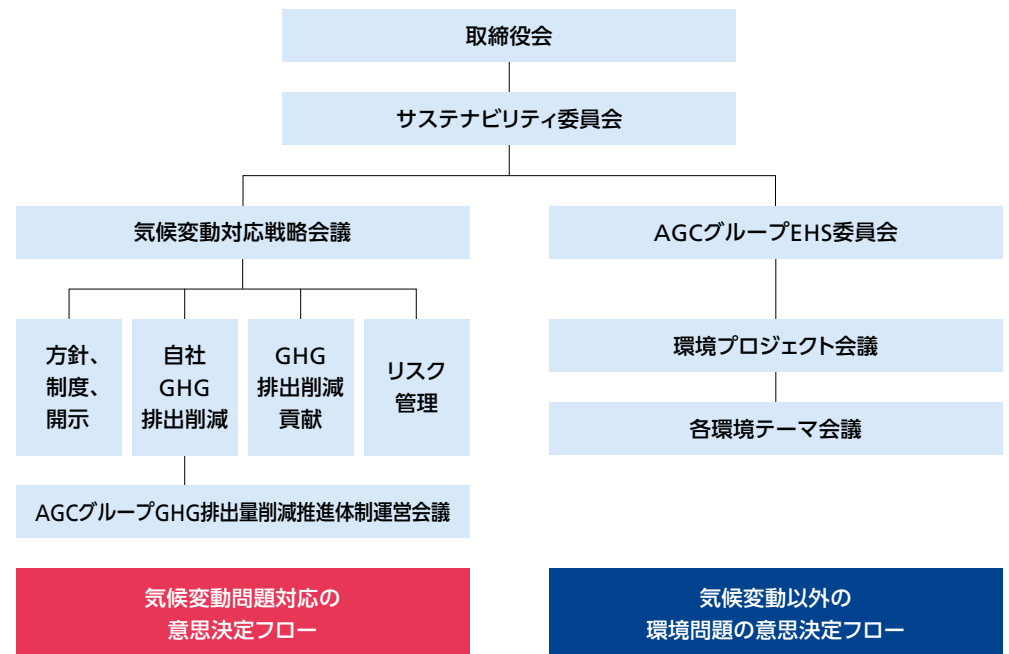 取締役会
サステナビリティ委員会
気候変動対応戦略会議
AGCグループEHS委員会
方針、
制度、
開示
自社
GHG
排出削減
GHG
排出削減
貢献
リスク
管理
環境プロジェクト会議
各環境テーマ会議
AGCグループGHG排出量削減推進体制運営会議
気候変動問題対応の
意思決定フロー
気候変動以外の
環境問題の意思決定フロー